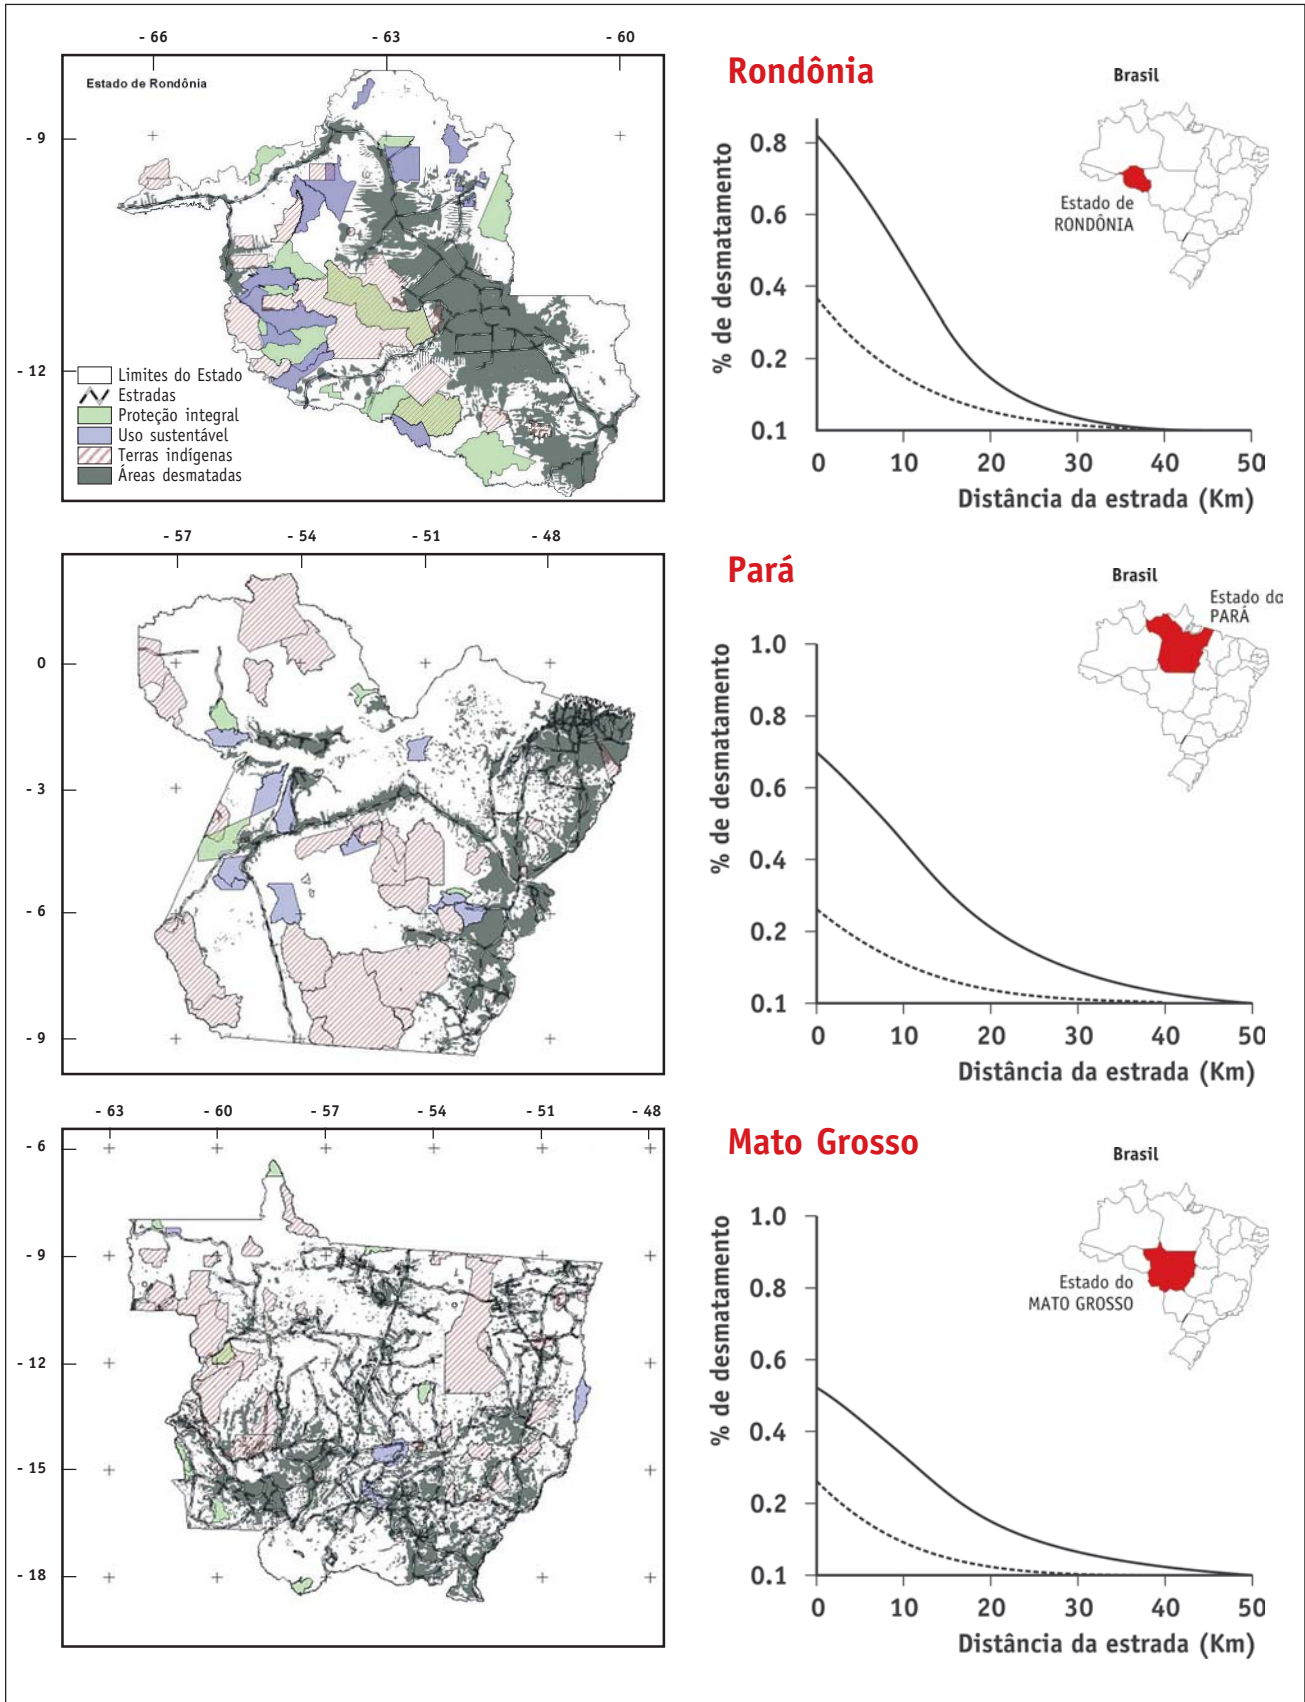 - 66 - 63 - 60
Estado de Rondônia
- 9
- 12
Limites do Estado
Estradas
Proteção integral
Uso sustentável
Terras indígenas
Áreas desmatadas
Rondônia
Brasil
Estado de
RONDÔNIA
% de desmatamento
0.8
0.6
0.4
0.2
0.1
0 10 20 30 40 50
Distância da estrada (Km)
- 57 - 54 - 51 - 48
0
- 3
- 6
- 9
Pará
Brasil
Estado do
PARÁ
% de desmatamento
1.0
0.8
0.6
0.4
0.2
0.1
0 10 20 30 40 50
Distância da estrada (Km)
- 63 - 60 - 57 - 54 - 51 - 48
- 6
- 9
- 12
- 15
- 18
Mato Grosso
Brasil
Estado do
MATO GROSSO
% de desmatamento
1.0
0.8
0.6
0.4
0.2
0.1
0 10 20 30 40 50
Distância da estrada (Km)